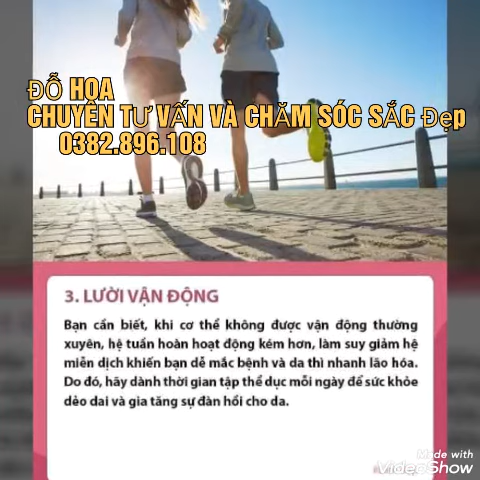 ĐỖ HOA
CHUYÊN TƯ VẤN VÀ CHĂM SÓC SẮC Đẹp
0382.896.108
3. LƯỜI VẬN ĐỘNG
Bạn cần biết, khi cơ thể không được vận động thường
xuyên, hệ tuần hoàn hoạt động kém hơn, làm suy giảm hệ
miễn dịch khiến bạn dễ mắc bệnh và da thì nhanh lão hóa.
Do đó, hãy dành thời gian tập thể dục mỗi ngày để sức khỏe
dẻo dai và gia tăng sự đàn hồi cho da.
Made with
VideoShow